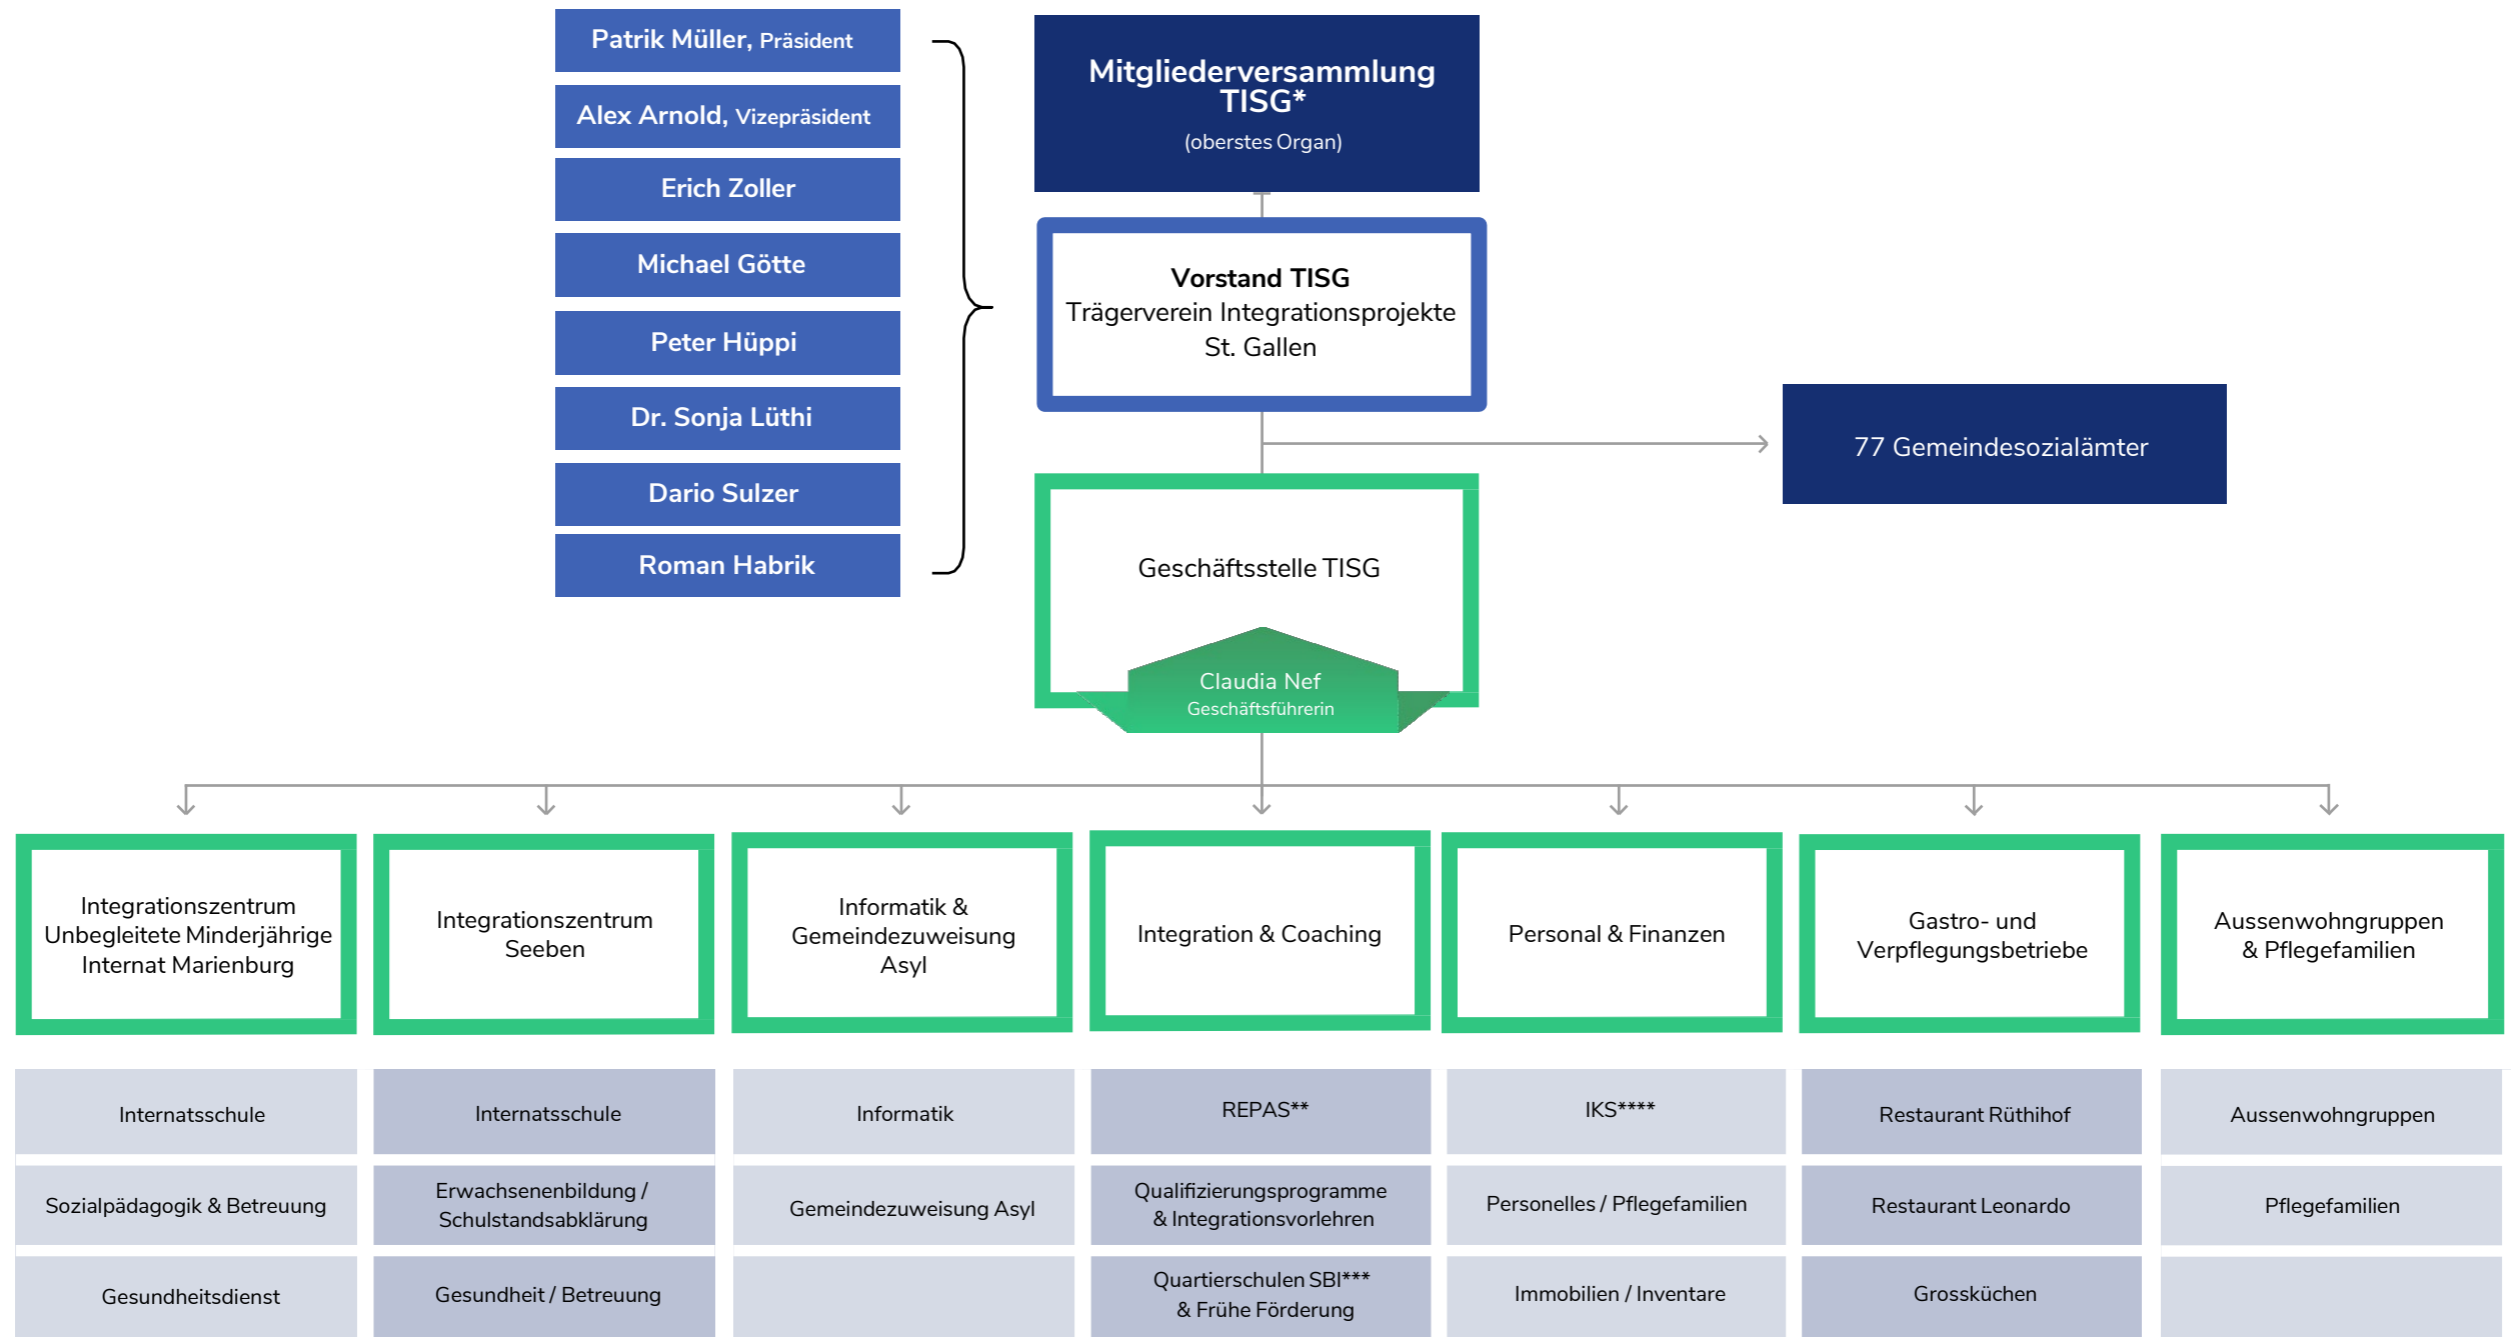 Patrik Müller, Präsident
Alex Arnold, Vizepräsident
Erich Zoller
Michael Götte
Peter Hüppi
Dr. Sonja Lüthi
Dario Sulzer
Roman Habrik
Mitgliederversammlung
TISG*
(oberstes Organ)
Vorstand TISG
Trägerverein Integrationsprojekte
St. Gallen
77 Gemeindesozialämter
Geschäftsstelle TISG
Claudia Nef
Geschäftsführerin
Integrationszentrum
Unbegleitete Minderjährige
Internat Marienburg
Integrationszentrum
Seeben
Informatik &
Gemeindezuweisung
Asyl
Integration & Coaching
Personal & Finanzen
Gastro- und
Verpflegungsbetriebe
Aussenwohngruppen
& Pflegefamilien
Internatsschule
Internatsschule
Informatik
REPAS**
IKS****
Restaurant Rüthihof
Aussenwohngruppen
Sozialpädagogik & Betreuung
Erwachsenenbildung /
Schulstandsabklärung
Gemeindezuweisung Asyl
Qualifizierungsprogramme
& Integrationsvorlehren
Personelles / Pflegefamilien
Restaurant Leonardo
Pflegefamilien
Gesundheitsdienst
Gesundheit / Betreuung
Quartierschulen SBI***
& Frühe Förderung
Immobilien / Inventare
Grossküchen